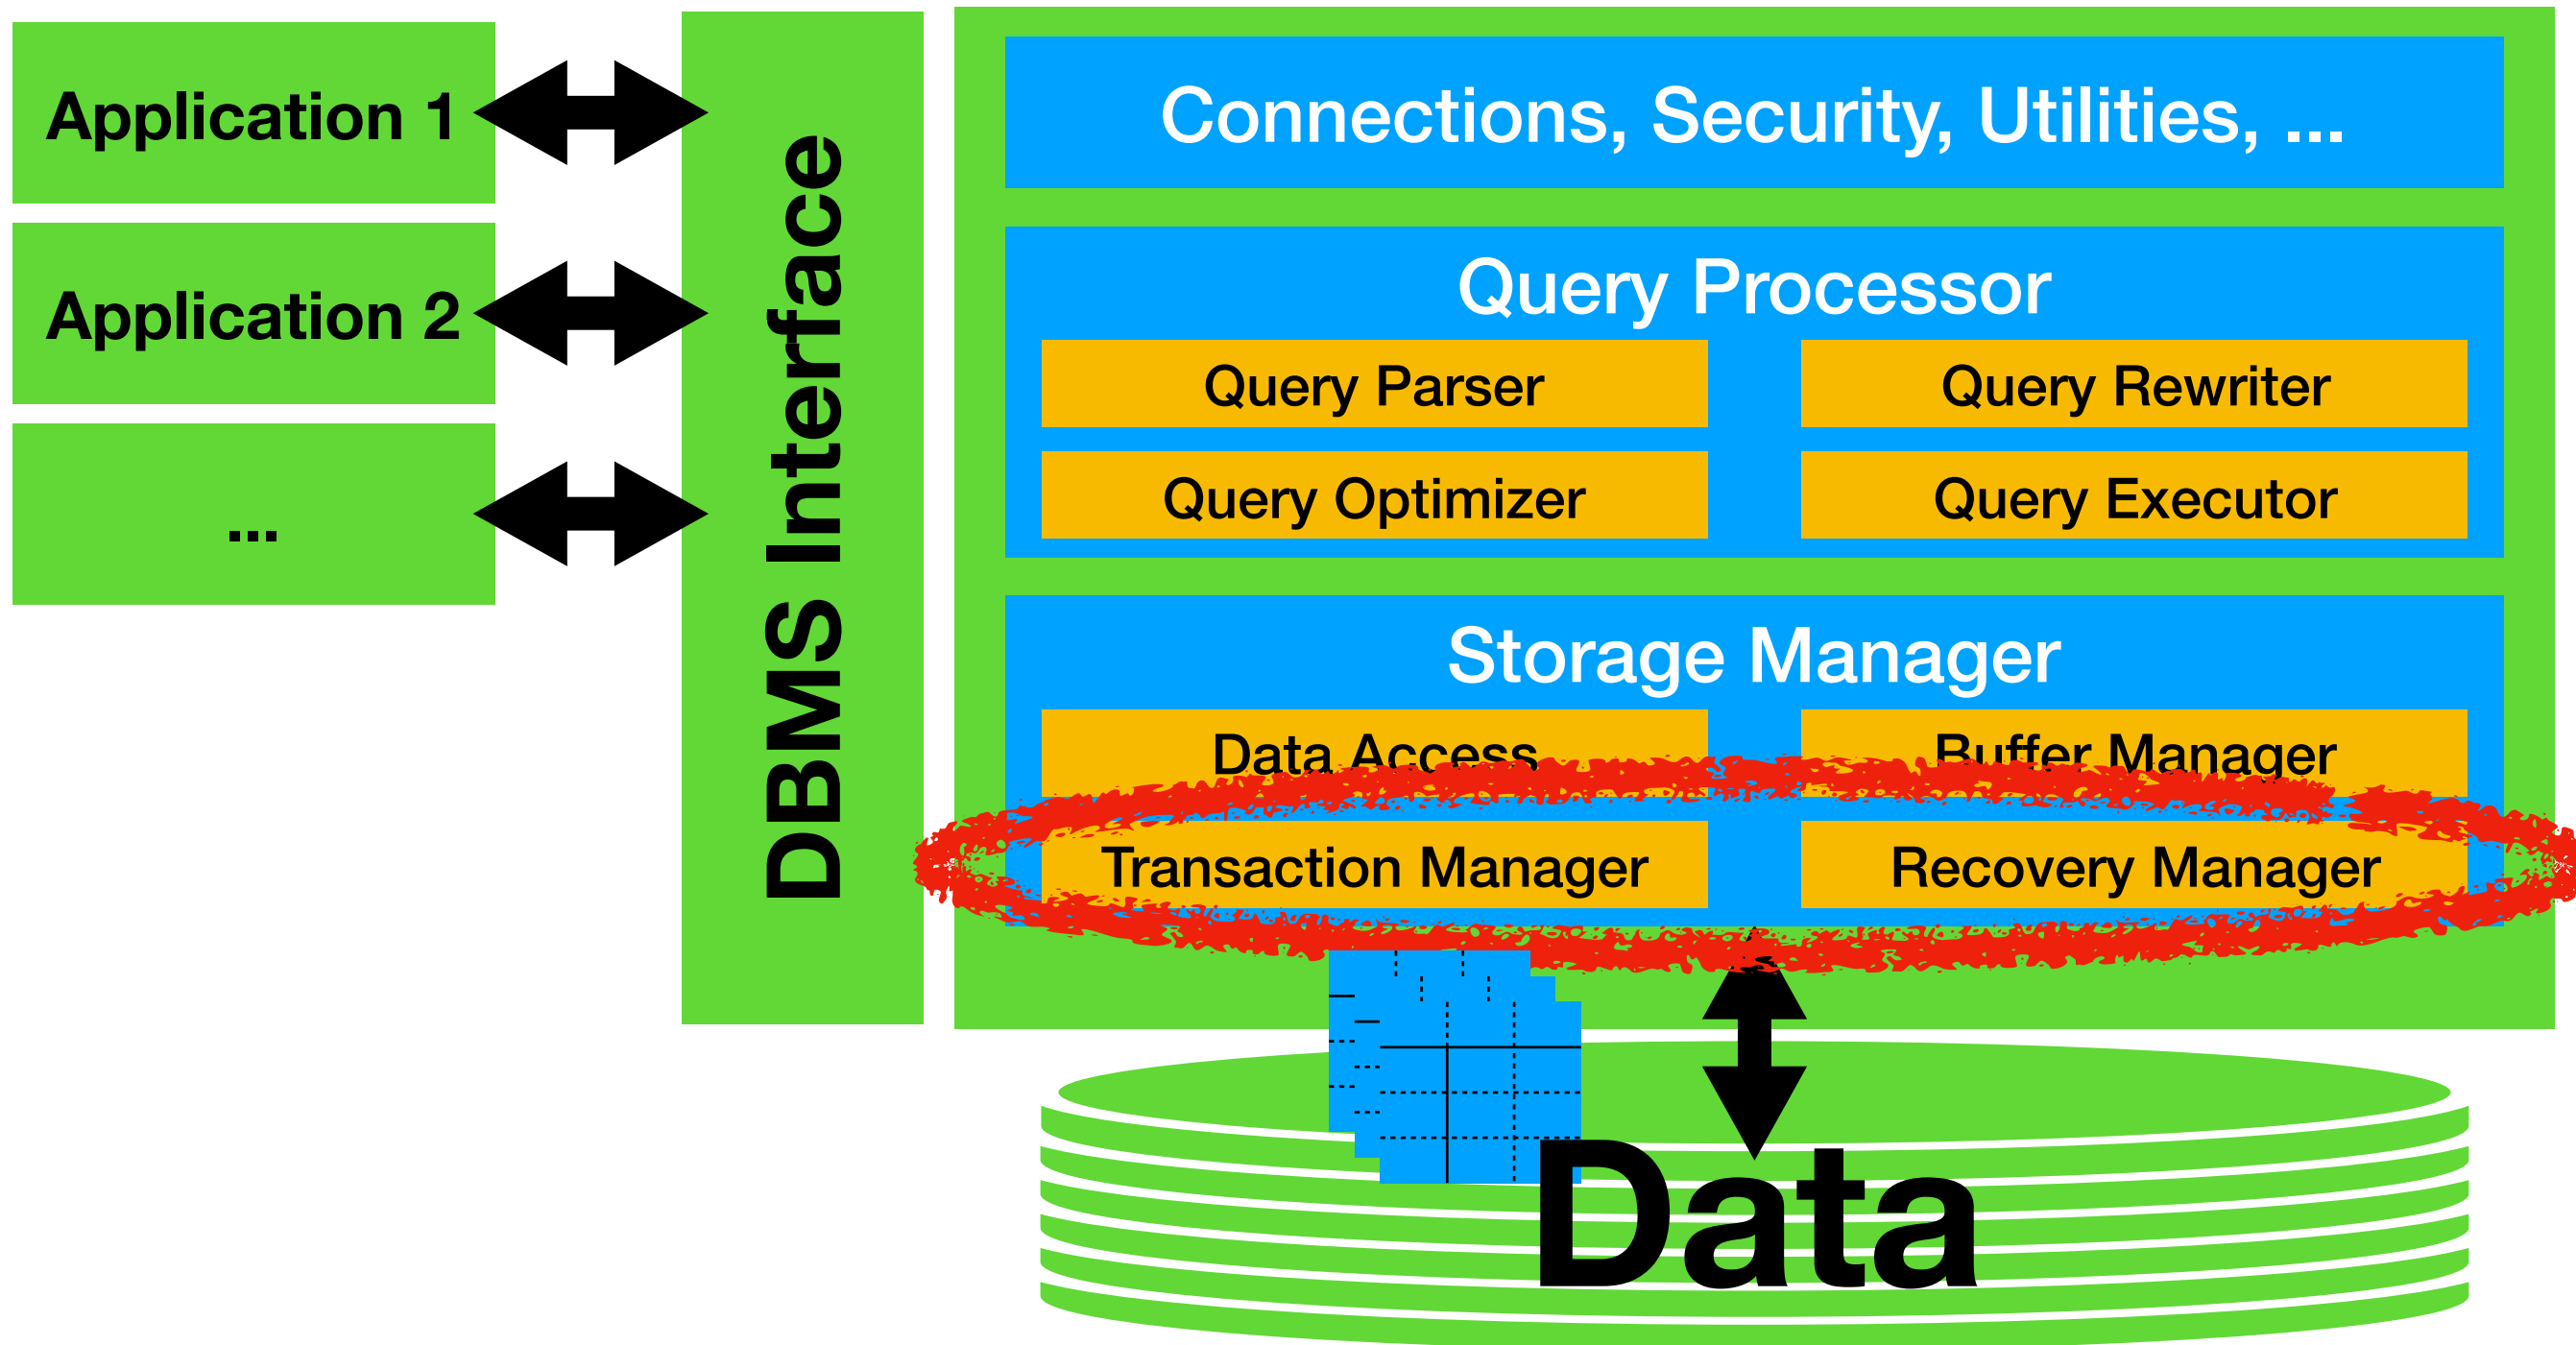 Application 1
Application 2
...
DBMS Interface
Connections, Security, Utilities, ...
Query Processor
Query Parser
Query Rewriter
Query Optimizer
Query Executor
Storage Manager
Data Access
Buffer Manager
Transaction Manager
Recovery Manager
Data